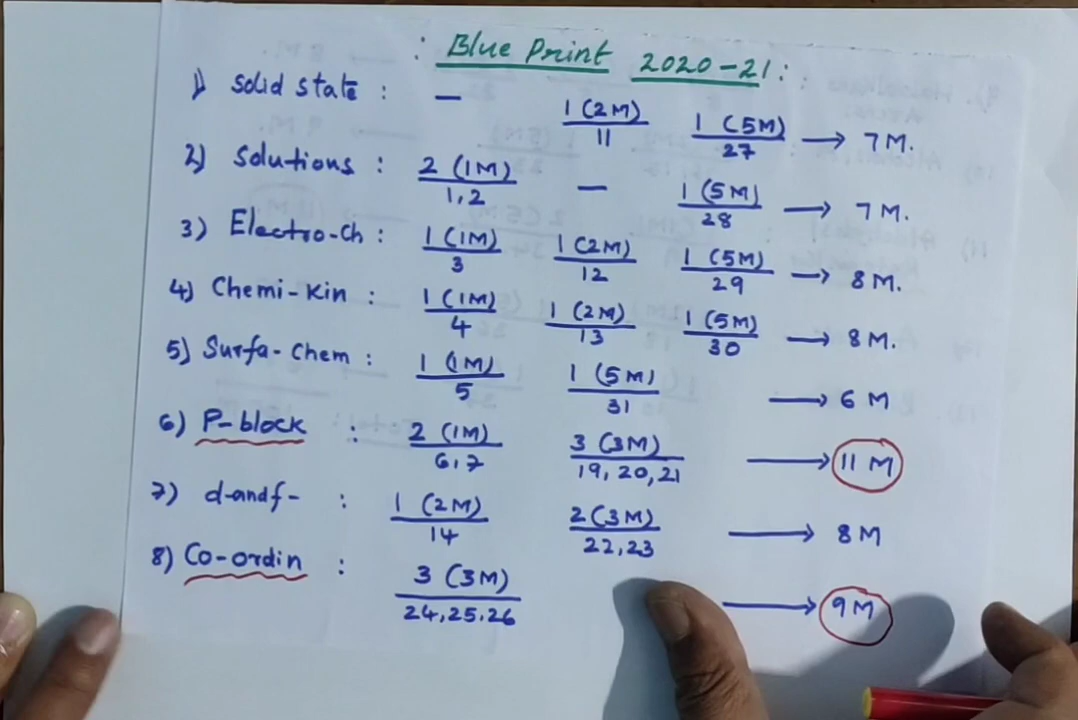 : Blue Print 2020-21:
1) Solid state : — 1 (2M) 1 (5M) → 7M.
11 27
2) Solutions : 2 (1M) — 1 (5M) → 7M.
1,2 28
3) Electro-Ch : 1 (1M) 1 (2M) 1 (5M) → 8M.
3 12 29
4) Chemi-Kin : 1 (1M) 1 (2M) 1 (5M) → 8M.
4 13 30
5) Surfa-Chem : 1 (1M) 1 (5M) → 6M
5 31
6) P-block : 2 (1M) 3 (3M) → 11 M
6,7 19, 20, 21
7) d-andf- : 1 (2M) 2 (3M) → 8M
14 22,23
8) Co-ordin : 3 (3M) → 9M
24,25,26